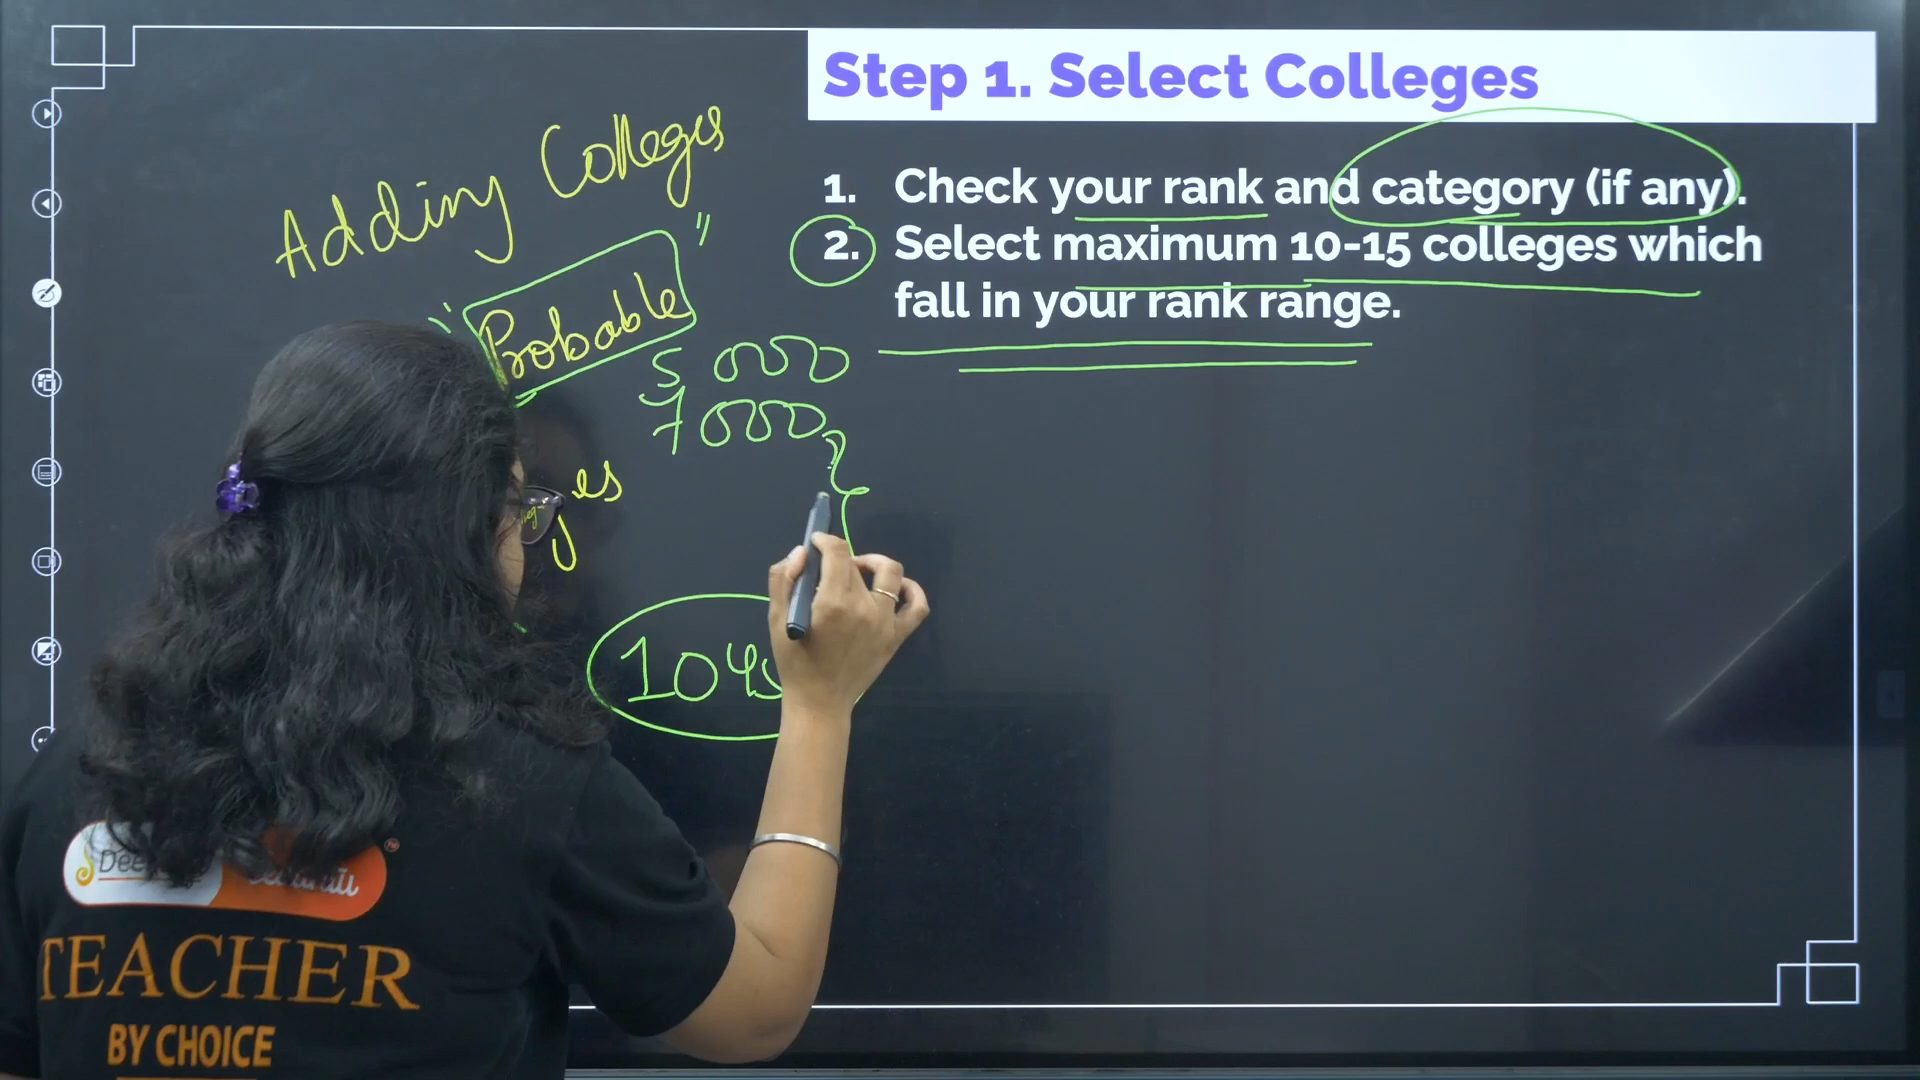 Step 1. Select Colleges
1. Check your rank and category (if any).
2. Select maximum 10-15 colleges which
fall in your rank range.
Adding Colleges
"Probable"
5000
7000
es
TEACHER
BY CHOICE